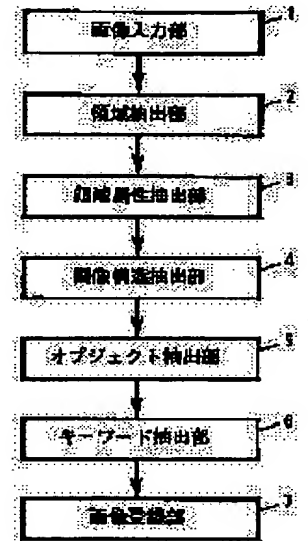 画像入力部
1
領域抽出部
2
距離属性抽出部
3
画像構造抽出部
4
オブジェクト抽出部
5
キーワード抽出部
6
画像登録部
7